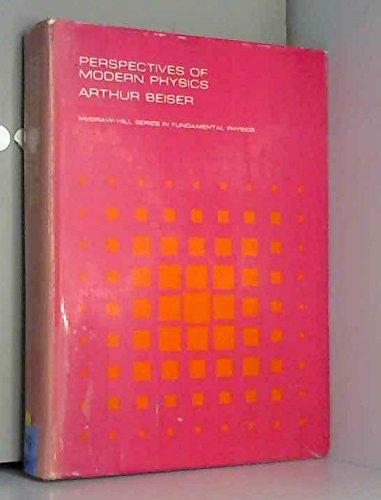 PERSPECTIVES OF
MODERN PHYSICS
ARTHUR BEISER
McGRAW-HILL SERIES IN FUNDAMENTAL PHYSICS